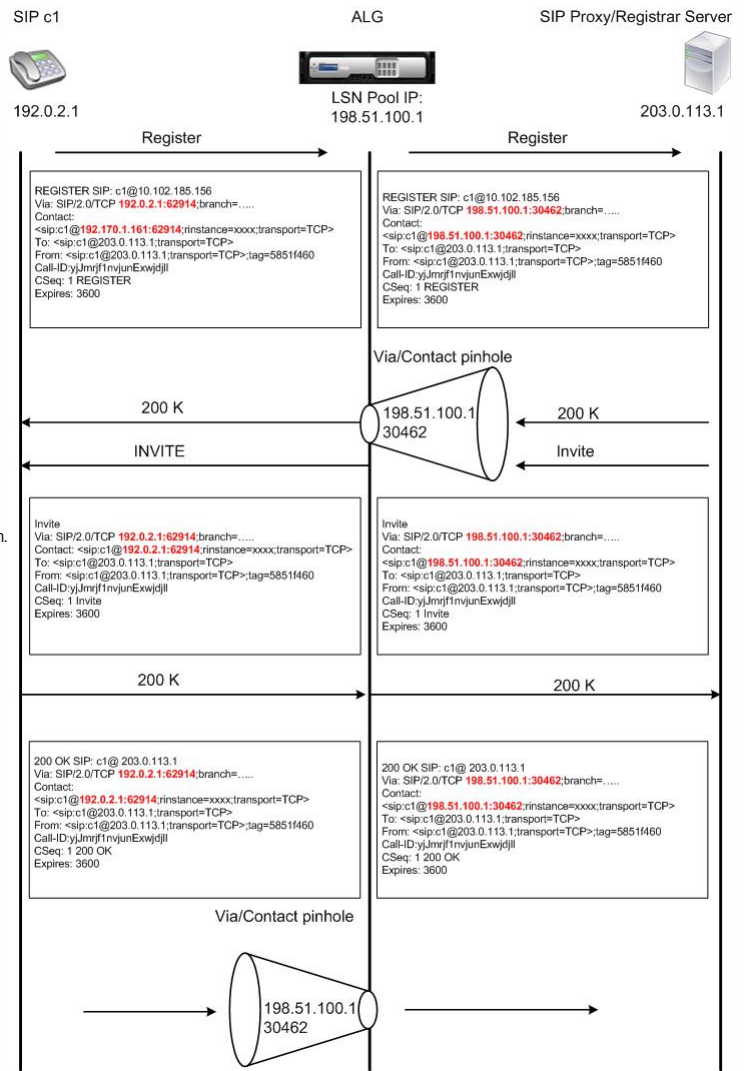 SIP c1
ALG
SIP Proxy/Registrar Server
192.0.2.1
LSN Pool IP:
198.51.100.1
203.0.113.1
Register
Register
REGISTER SIP: c1@10.102.185.156
Via: SIP/2.0/TCP 192.0.2.1:62914;branch=.....
Contact:
<sip:c1@192.170.1.161:62914;rinstance=xxxx;transport=TCP>
To: <sip:c1@203.0.113.1;transport=TCP>
From: <sip:c1@203.0.113.1;transport=TCP>;tag=5851f460
Call-ID:yjJmrjf1nvjunExwjdjll
CSeq: 1 REGISTER
Expires: 3600
REGISTER SIP: c1@10.102.185.156
Via: SIP/2.0/TCP 198.51.100.1:30462;branch=.....
Contact:
<sip:c1@198.51.100.1:30462;rinstance=xxxx;transport=TCP>
To: <sip:c1@203.0.113.1;transport=TCP>
From: <sip:c1@203.0.113.1;transport=TCP>;tag=5851f460
Call-ID:yjJmrjf1nvjunExwjdjll
CSeq: 1 REGISTER
Expires: 3600
Via/Contact pinhole
200 K
198.51.100.1
30462
200 K
INVITE
Invite
n.
Invite
Via: SIP/2.0/TCP 192.0.2.1:62914;branch=.....
Contact: <sip:c1@192.0.2.1:62914;rinstance=xxxx;transport=TCP>
To: <sip:c1@203.0.113.1;transport=TCP>
From: <sip:c1@203.0.113.1;transport=TCP>;tag=5851f460
Call-ID:yjJmrjf1nvjunExwjdjll
CSeq: 1 Invite
Expires: 3600
Invite
Via: SIP/2.0/TCP 198.51.100.1:30462;branch=.....
Contact:
<sip:c1@198.51.100.1:30462;rinstance=xxxx;transport=TCP>
To: <sip:c1@203.0.113.1;transport=TCP>
From: <sip:c1@203.0.113.1;transport=TCP>;tag=5851f460
Call-ID:yjJmrjf1nvjunExwjdjll
CSeq: 1 Invite
Expires: 3600
200 K
200 K
200 OK SIP: c1@ 203.0.113.1
Via: SIP/2.0/TCP 192.0.2.1:62914;branch=.....
Contact:
<sip:c1@192.0.2.1:62914;rinstance=xxxx;transport=TCP>
To: <sip:c1@203.0.113.1;transport=TCP>
From: <sip:c1@203.0.113.1;transport=TCP>;tag=5851f460
Call-ID:yjJmrjf1nvjunExwjdjll
CSeq: 1 200 OK
Expires: 3600
200 OK SIP: c1@ 203.0.113.1
Via: SIP/2.0/TCP 198.51.100.1:30462;branch=.....
Contact:
<sip:c1@198.51.100.1:30462;rinstance=xxxx;transport=TCP>
To: <sip:c1@203.0.113.1;transport=TCP>
From: <sip:c1@203.0.113.1;transport=TCP>;tag=5851f460
Call-ID:yjJmrjf1nvjunExwjdjll
CSeq: 1 200 OK
Expires: 3600
Via/Contact pinhole
198.51.100.1
30462